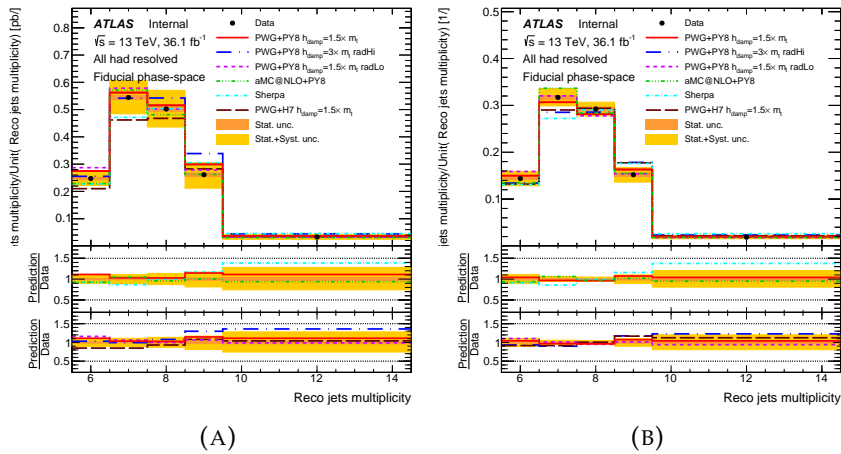 ATLAS Internal
√s = 13 TeV, 36.1 fb⁻¹
All had resolved
Fiducial phase-space
Data
PWG+PY8 h_damp=1.5× m_t
PWG+PY8 h_damp=3× m_t radHi
PWG+PY8 h_damp=1.5× m_t radLo
aMC@NLO+PY8
Sherpa
PWG+H7 h_damp=1.5× m_t
Stat. unc.
Stat.+Syst. unc.
ets multiplicity/Unit( Reco jets multiplicity) [pb/]
0.8
0.7
0.6
0.5
0.4
0.3
0.2
0.1
Prediction
Data
1.5
1
0.5
Prediction
Data
1.5
1
0.5
6 8 10 12 14
Reco jets multiplicity
(A)
ATLAS Internal
√s = 13 TeV, 36.1 fb⁻¹
All had resolved
Fiducial phase-space
Data
PWG+PY8 h_damp=1.5× m_t
PWG+PY8 h_damp=3× m_t radHi
PWG+PY8 h_damp=1.5× m_t radLo
aMC@NLO+PY8
Sherpa
PWG+H7 h_damp=1.5× m_t
Stat. unc.
Stat.+Syst. unc.
jets multiplicity/Unit( Reco jets multiplicity) [1/]
0.5
0.4
0.3
0.2
0.1
Prediction
Data
1.5
1
0.5
Prediction
Data
1.5
1
0.5
6 8 10 12 14
Reco jets multiplicity
(B)